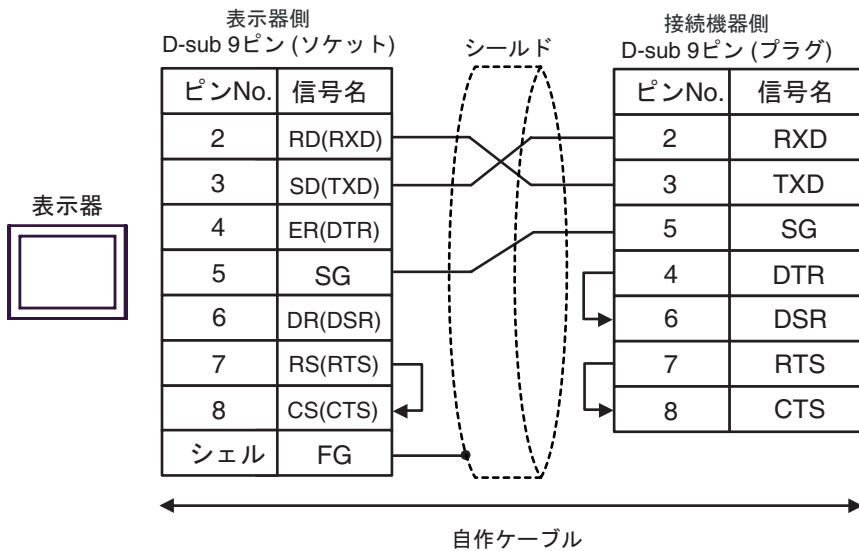 表示器側
D-sub 9ピン (ソケット)
シールド
接続機器側
D-sub 9ピン (プラグ)
表示器
ピンNo. 信号名
2 RD(RXD)
3 SD(TXD)
4 ER(DTR)
5 SG
6 DR(DSR)
7 RS(RTS)
8 CS(CTS)
シェル FG
ピンNo. 信号名
2 RXD
3 TXD
5 SG
4 DTR
6 DSR
7 RTS
8 CTS
自作ケーブル